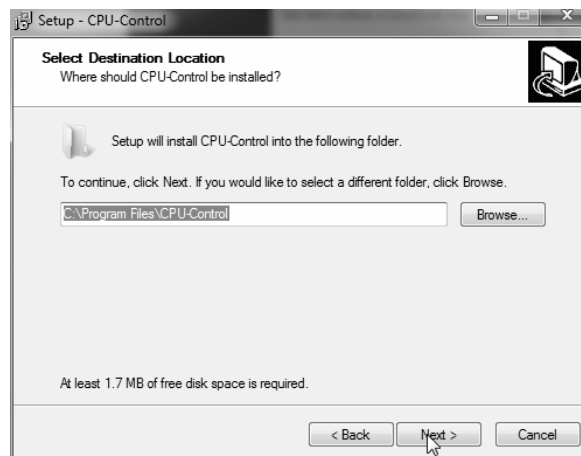 Setup - CPU-Control
Select Destination Location
Where should CPU-Control be installed?
Setup will install CPU-Control into the following folder.
To continue, click Next. If you would like to select a different folder, click Browse.
C:\Program Files\CPU-Control
Browse...
At least 1.7 MB of free disk space is required.
< Back Next > Cancel